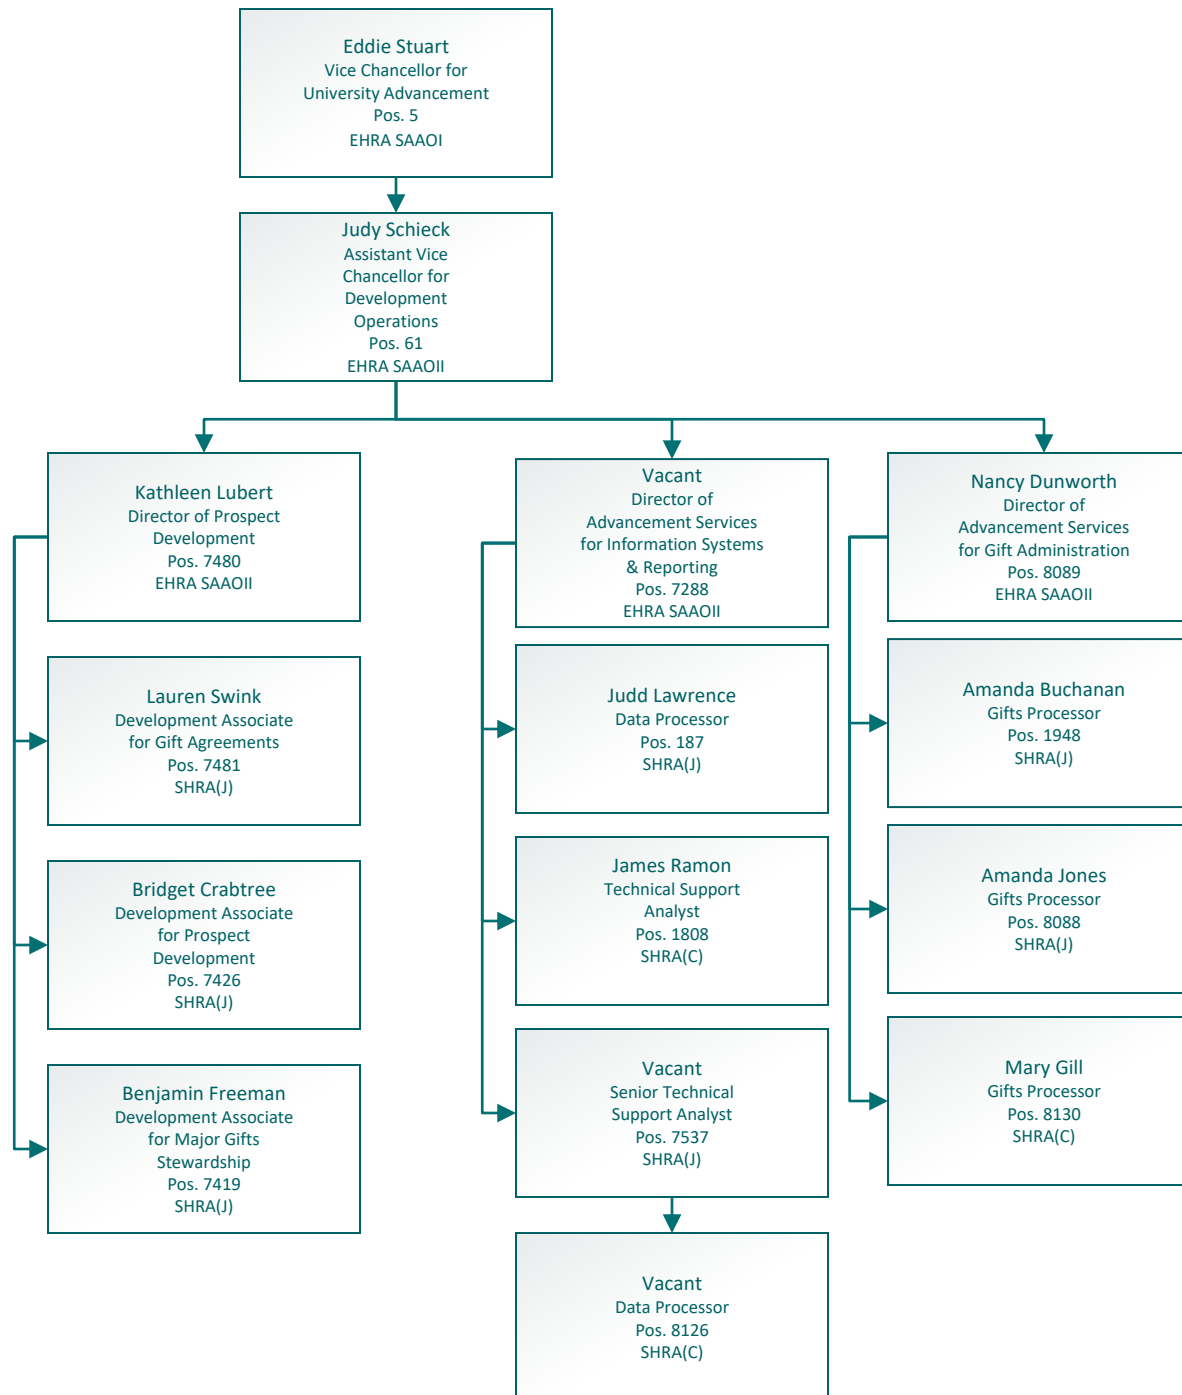 Eddie Stuart
Vice Chancellor for
University Advancement
Pos. 5
EHRA SAAOI
Judy Schieck
Assistant Vice
Chancellor for
Development
Operations
Pos. 61
EHRA SAAOII
Kathleen Lubert
Director of Prospect
Development
Pos. 7480
EHRA SAAOII
Lauren Swink
Development Associate
for Gift Agreements
Pos. 7481
SHRA(J)
Bridget Crabtree
Development Associate
for Prospect
Development
Pos. 7426
SHRA(J)
Benjamin Freeman
Development Associate
for Major Gifts
Stewardship
Pos. 7419
SHRA(J)
Vacant
Director of
Advancement Services
for Information Systems
& Reporting
Pos. 7288
EHRA SAAOII
Judd Lawrence
Data Processor
Pos. 187
SHRA(J)
James Ramon
Technical Support
Analyst
Pos. 1808
SHRA(C)
Vacant
Senior Technical
Support Analyst
Pos. 7537
SHRA(J)
Vacant
Data Processor
Pos. 8126
SHRA(C)
Nancy Dunworth
Director of
Advancement Services
for Gift Administration
Pos. 8089
EHRA SAAOII
Amanda Buchanan
Gifts Processor
Pos. 1948
SHRA(J)
Amanda Jones
Gifts Processor
Pos. 8088
SHRA(J)
Mary Gill
Gifts Processor
Pos. 8130
SHRA(C)